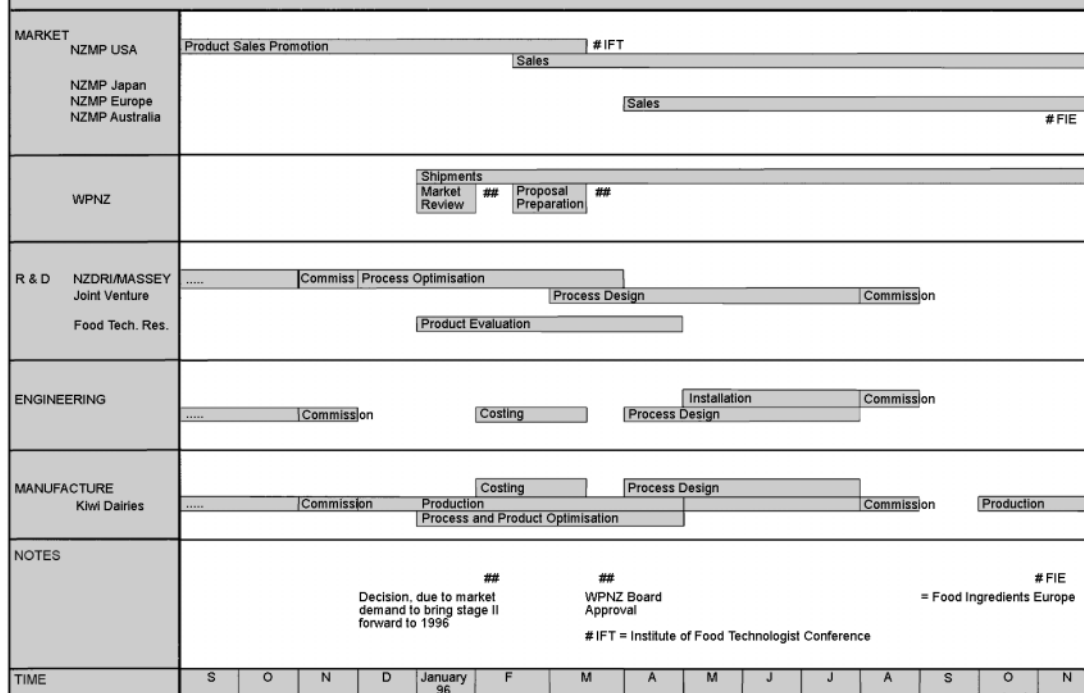 MARKET
NZMP USA
Product Sales Promotion
# IFT
Sales
NZMP Japan
NZMP Europe
Sales
NZMP Australia
# FIE
WPNZ
Shipments
Market
Review
##
Proposal
Preparation
##
R & D NZDRI/MASSEY
.....
Commiss
Process Optimisation
Joint Venture
Process Design
Commission
Food Tech. Res.
Product Evaluation
ENGINEERING
Installation
Commission
.....
Commission
Costing
Process Design
MANUFACTURE
Costing
Process Design
Kiwi Dairies
.....
Commission
Production
Commission
Production
Process and Product Optimisation
NOTES
##
Decision, due to market
demand to bring stage II
forward to 1996
##
WPNZ Board
Approval
# FIE
= Food Ingredients Europe
# IFT = Institute of Food Technologist Conference
TIME S O N D January F M A M J J A S O N
96